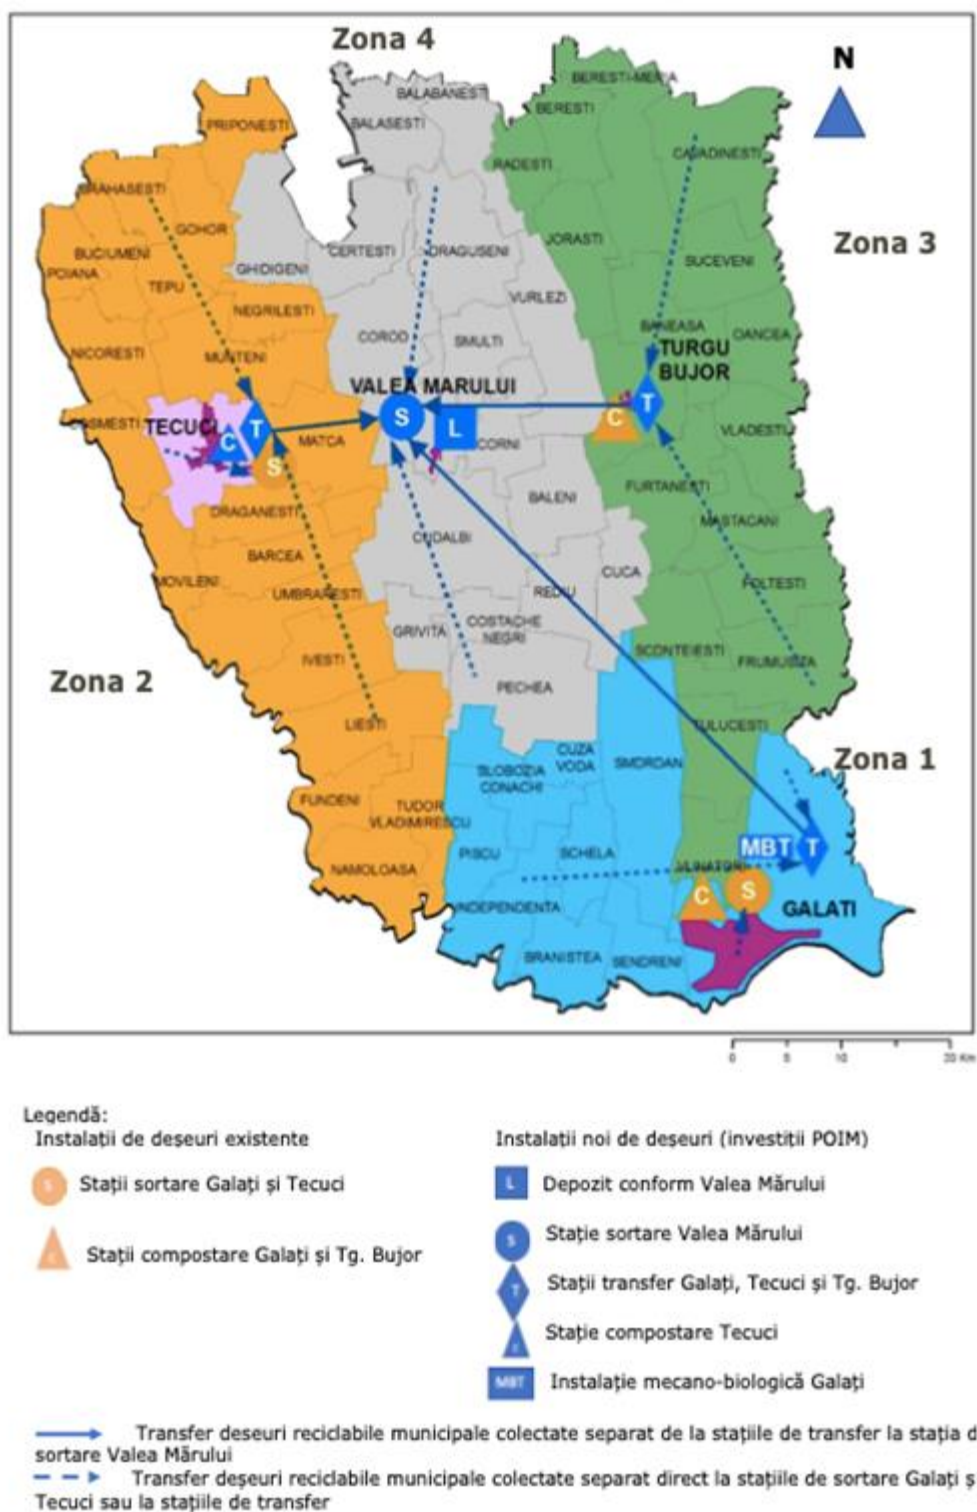 Zona 4
N
BERESTI-MERIA
BALABANESTI
BERESTI
PRIPONESTI
BALASESTI
CAVADINESTI
RADESTI
BRAHASESTI
GOHOR
JORASTI
Zona 3
BUCIUMENI
CERTESTI
DRAGUSENI
POIANA
GHIDIGENI
SUCEVENI
TEPU
VURLEZI
NEGRILESTI
BANEASA
OANCEA
COROD
SMULTI
TURGU
BUJOR
NICORESTI
MUNTENI
VALEA MARULUI
T
S
C
COSMESTI
TECUCI
C
T
L
VLADESTI
MATCA
CORNI
S
FURTANESTI
BALENI
DRAGANESTI
MASTACANI
CUDALBI
BARCEA
CUCA
MOVILENI
FOLTESTI
UMBRARESTI
REDIU
GRIVITA
COSTACHE
NEGRI
SCONTEIESTI
IVESTI
FRUMUSITA
Zona 2
PECHEA
LIESTI
TULUCESTI
CUZA
VODA
Zona 1
SMORDAN
SLOBOZIA
CONACHI
FUNDENI
TUDOR
VLADIMIRESCU
MBT
T
PISCU
SCHELA
VLINATORI
NAMOLOASA
C
S
GALATI
INDEPENDENTA
BRANISTEA
SENDRENI
0 5 10 20 Km
Legendă:
Instalații de deșeuri existente
S Stații sortare Galați și Tecuci
Stații compostare Galați și Tg. Bujor
Instalații noi de deșeuri (investiții POIM)
L Depozit conform Valea Mărului
S Stație sortare Valea Mărului
T Stații transfer Galați, Tecuci și Tg. Bujor
Stație compostare Tecuci
MBT Instalație mecano-biologică Galați
Transfer deseuri reciclabile municipale colectate separat de la stațiile de transfer la stația d
sortare Valea Mărului
Transfer deșeuri reciclabile municipale colectate separat direct la stațiile de sortare Galați ș
Tecuci sau la stațiile de transfer